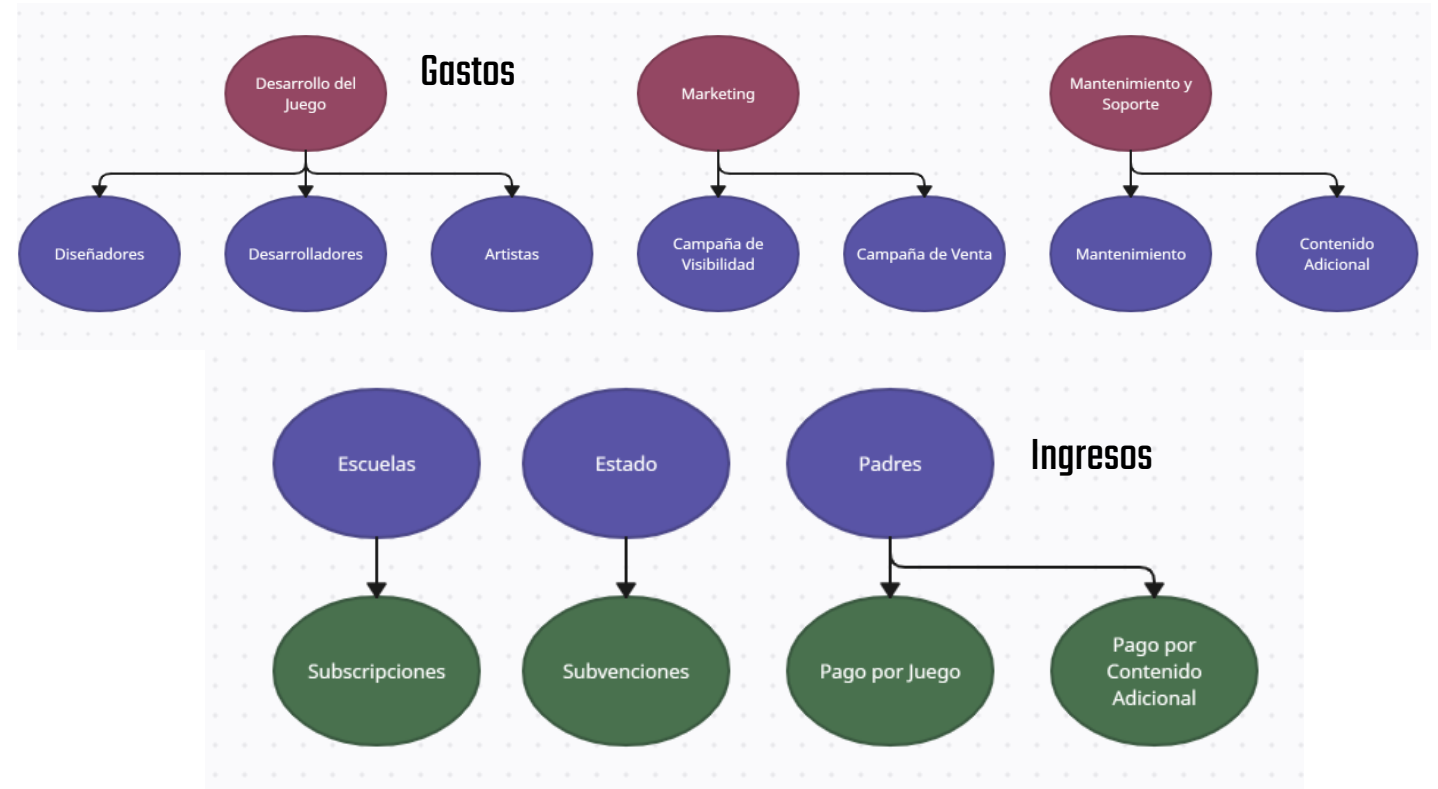 Gastos
Desarrollo del
Juego
Marketing
Mantenimiento y
Soporte
Diseñadores
Desarrolladores
Artistas
Campaña de
Visibilidad
Campaña de Venta
Mantenimiento
Contenido
Adicional
Ingresos
Escuelas
Estado
Padres
Subscripciones
Subvenciones
Pago por Juego
Pago por
Contenido
Adicional